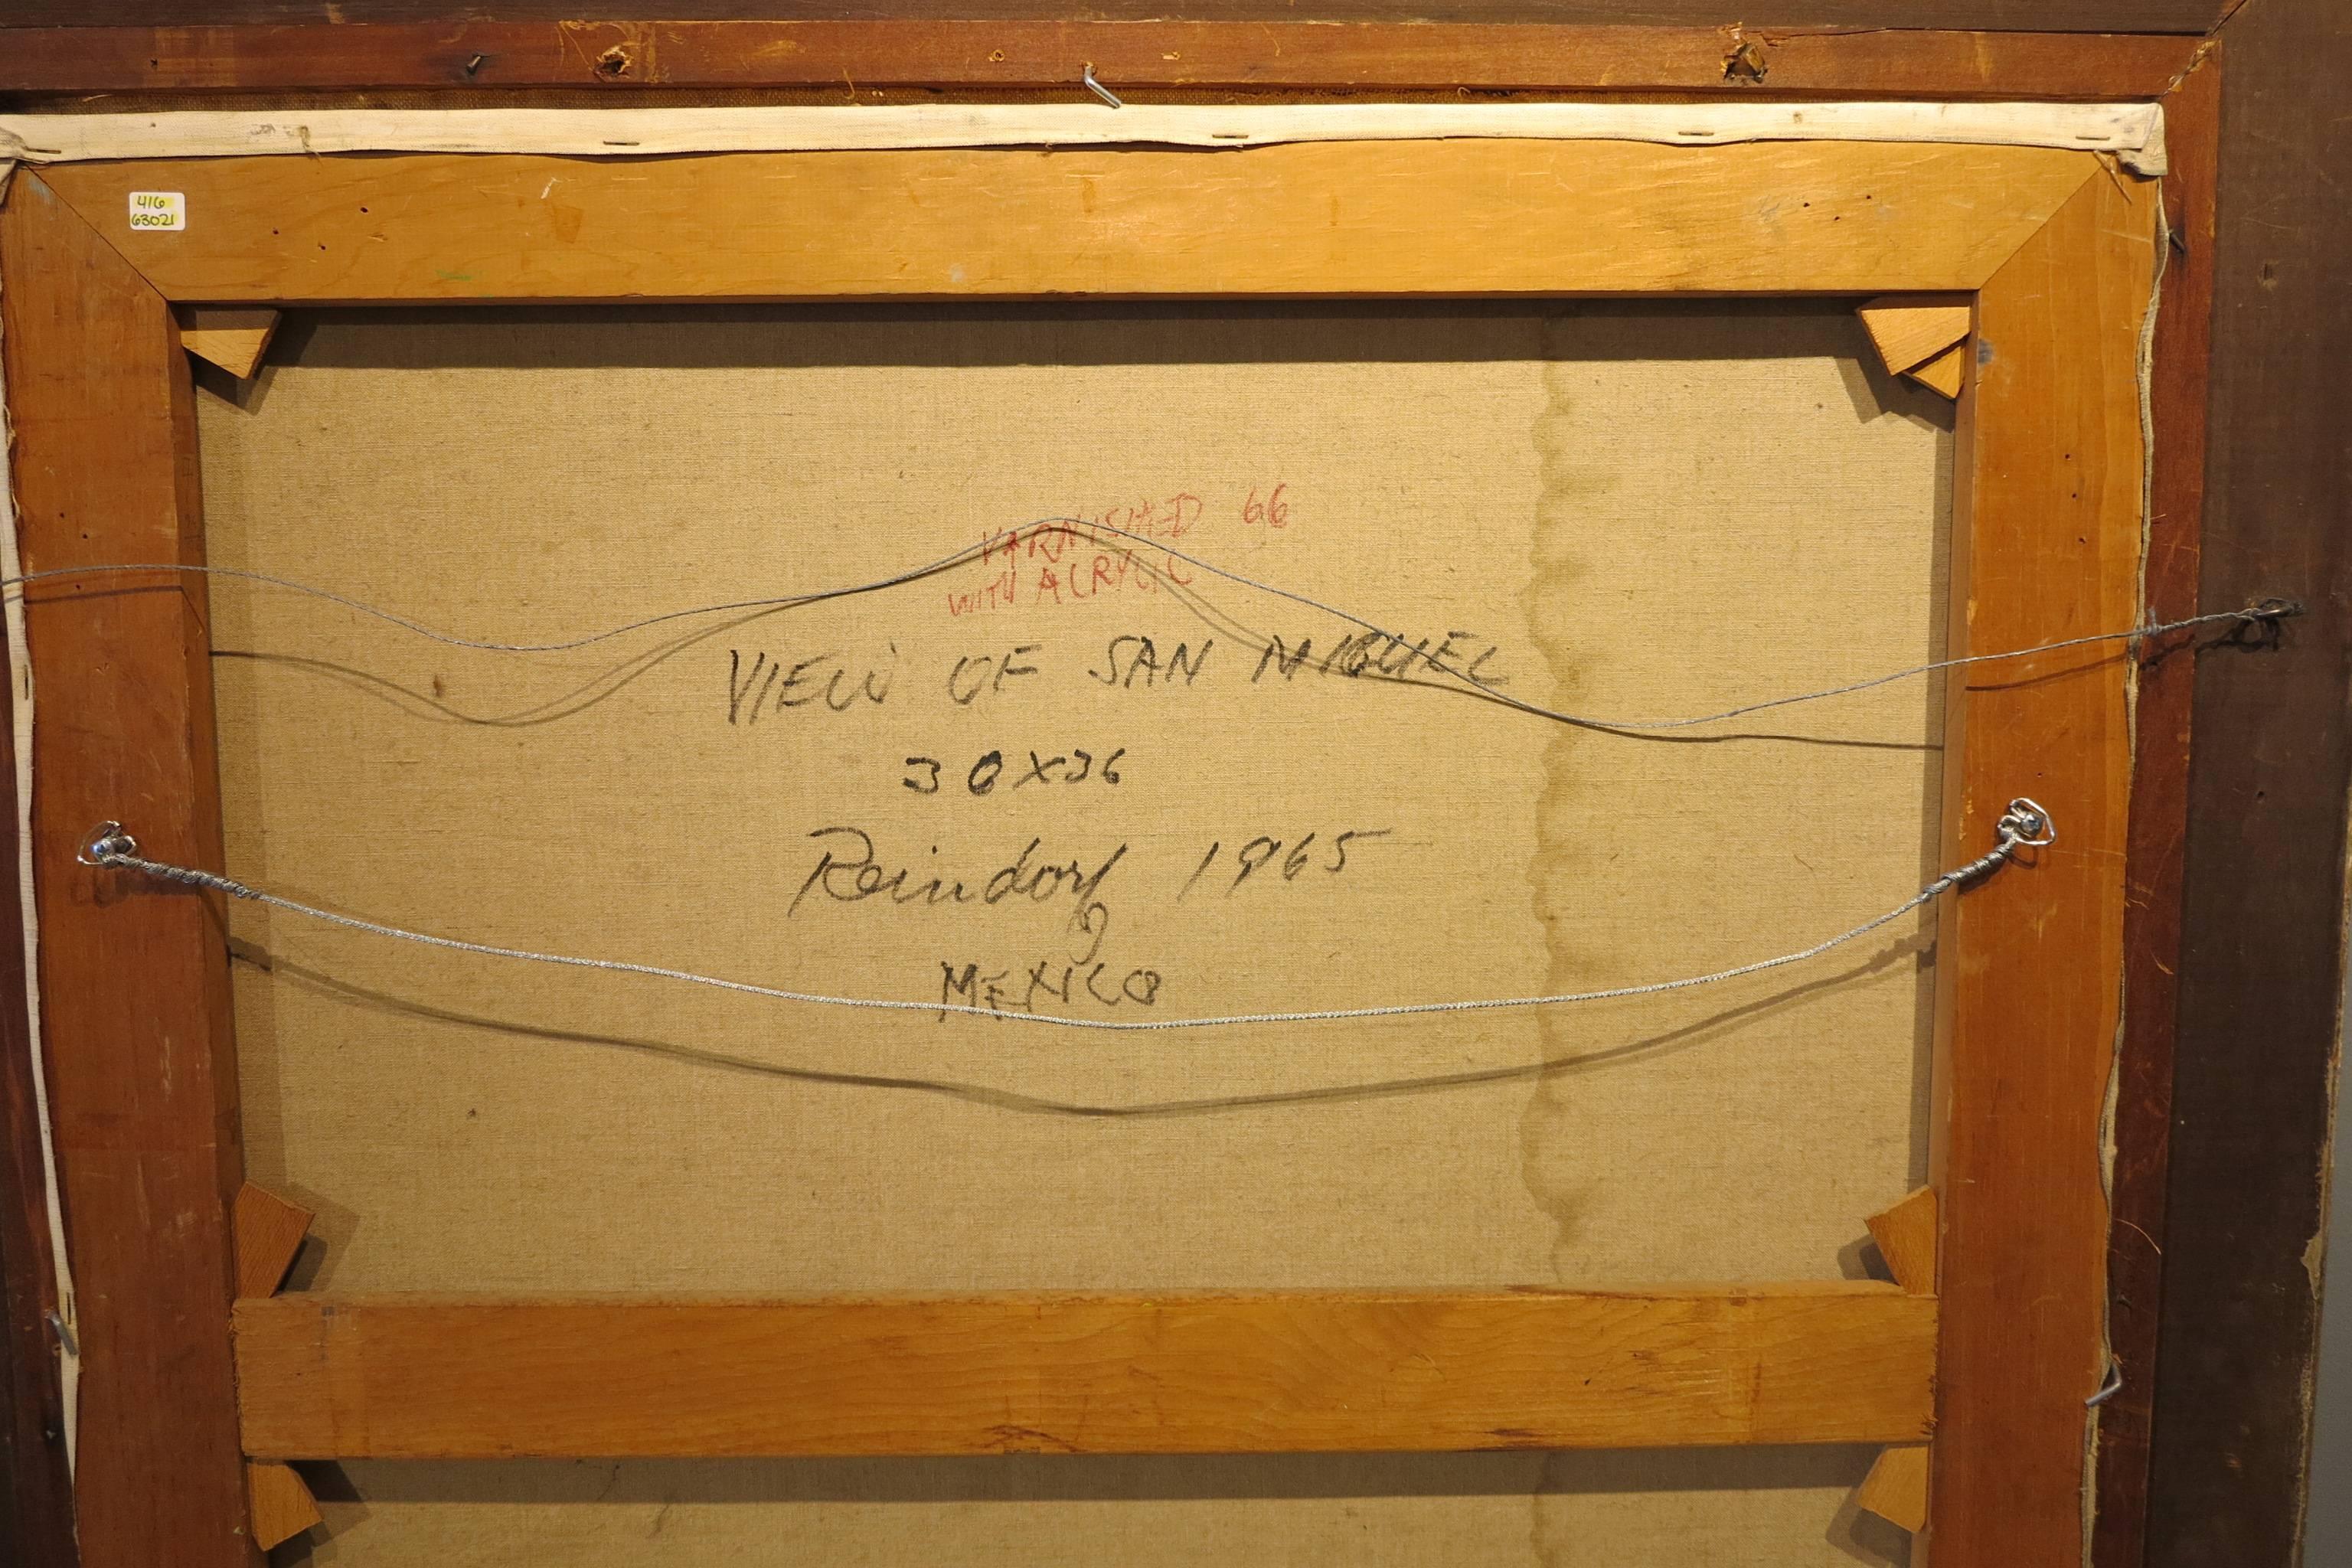 416
63021
VARNISHED 66
WITH ACRYLIC
VIEW OF SAN MIGUEL
30X36
Reindorf 1965
MEXICO